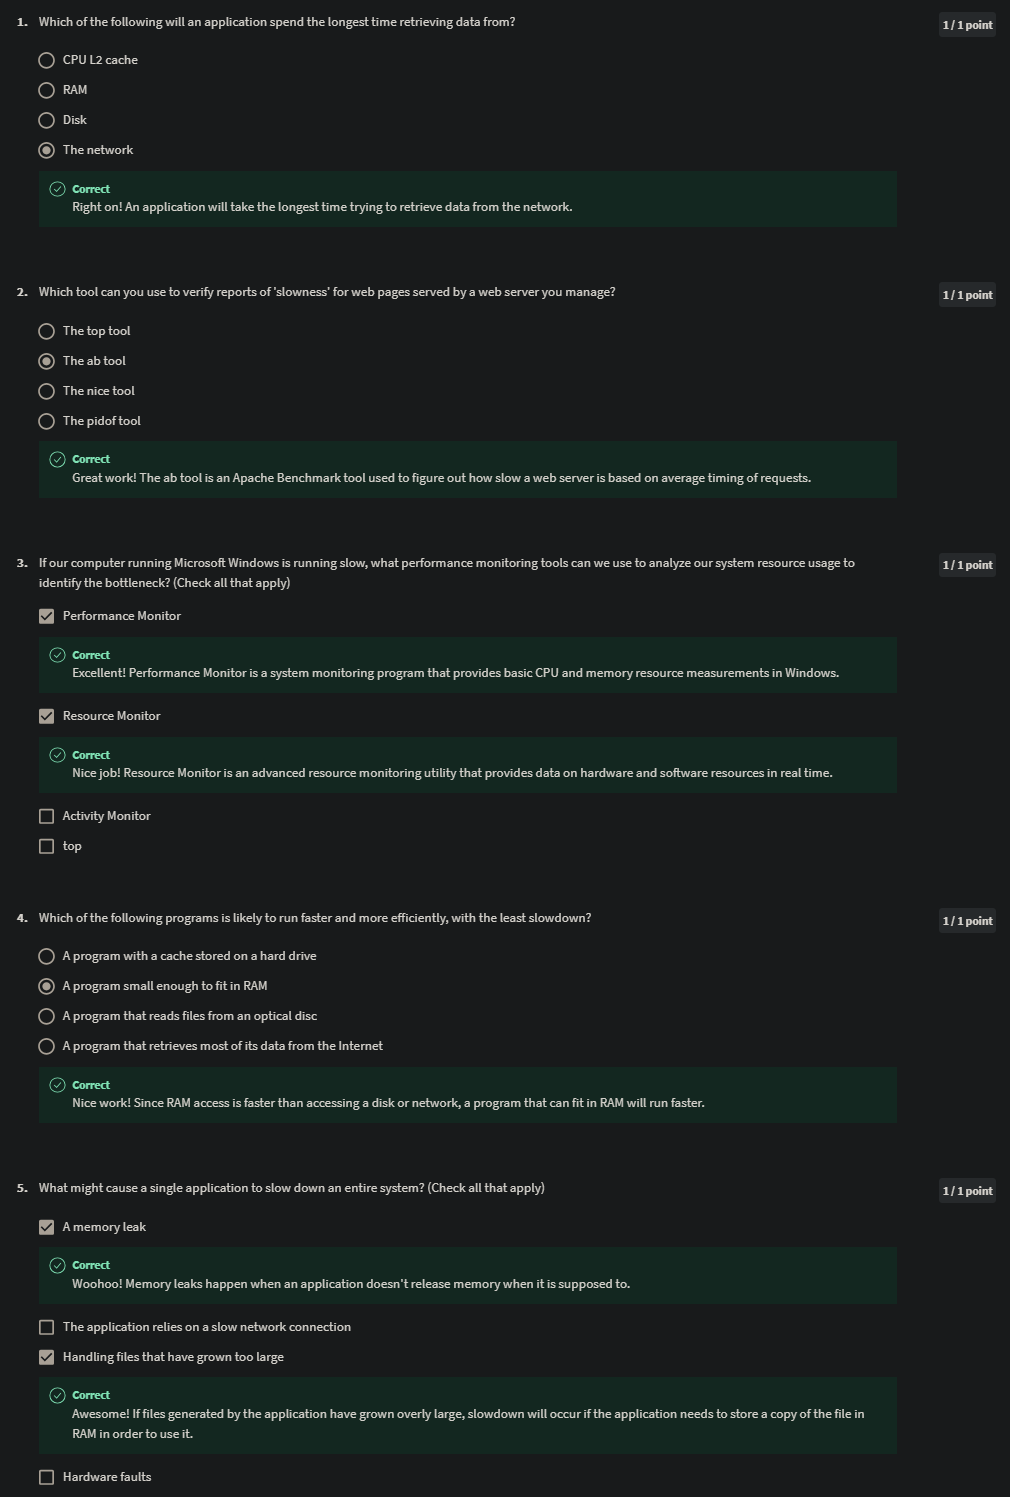 1. Which of the following will an application spend the longest time retrieving data from?
1 / 1 point
CPU L2 cache
RAM
Disk
The network
Correct
Right on! An application will take the longest time trying to retrieve data from the network.
2. Which tool can you use to verify reports of 'slowness' for web pages served by a web server you manage?
1 / 1 point
The top tool
The ab tool
The nice tool
The pidof tool
Correct
Great work! The ab tool is an Apache Benchmark tool used to figure out how slow a web server is based on average timing of requests.
3. If our computer running Microsoft Windows is running slow, what performance monitoring tools can we use to analyze our system resource usage to
identify the bottleneck? (Check all that apply)
1 / 1 point
Performance Monitor
Correct
Excellent! Performance Monitor is a system monitoring program that provides basic CPU and memory resource measurements in Windows.
Resource Monitor
Correct
Nice job! Resource Monitor is an advanced resource monitoring utility that provides data on hardware and software resources in real time.
Activity Monitor
top
4. Which of the following programs is likely to run faster and more efficiently, with the least slowdown?
1 / 1 point
A program with a cache stored on a hard drive
A program small enough to fit in RAM
A program that reads files from an optical disc
A program that retrieves most of its data from the Internet
Correct
Nice work! Since RAM access is faster than accessing a disk or network, a program that can fit in RAM will run faster.
5. What might cause a single application to slow down an entire system? (Check all that apply)
1 / 1 point
A memory leak
Correct
Woohoo! Memory leaks happen when an application doesn't release memory when it is supposed to.
The application relies on a slow network connection
Handling files that have grown too large
Correct
Awesome! If files generated by the application have grown overly large, slowdown will occur if the application needs to store a copy of the file in
RAM in order to use it.
Hardware faults